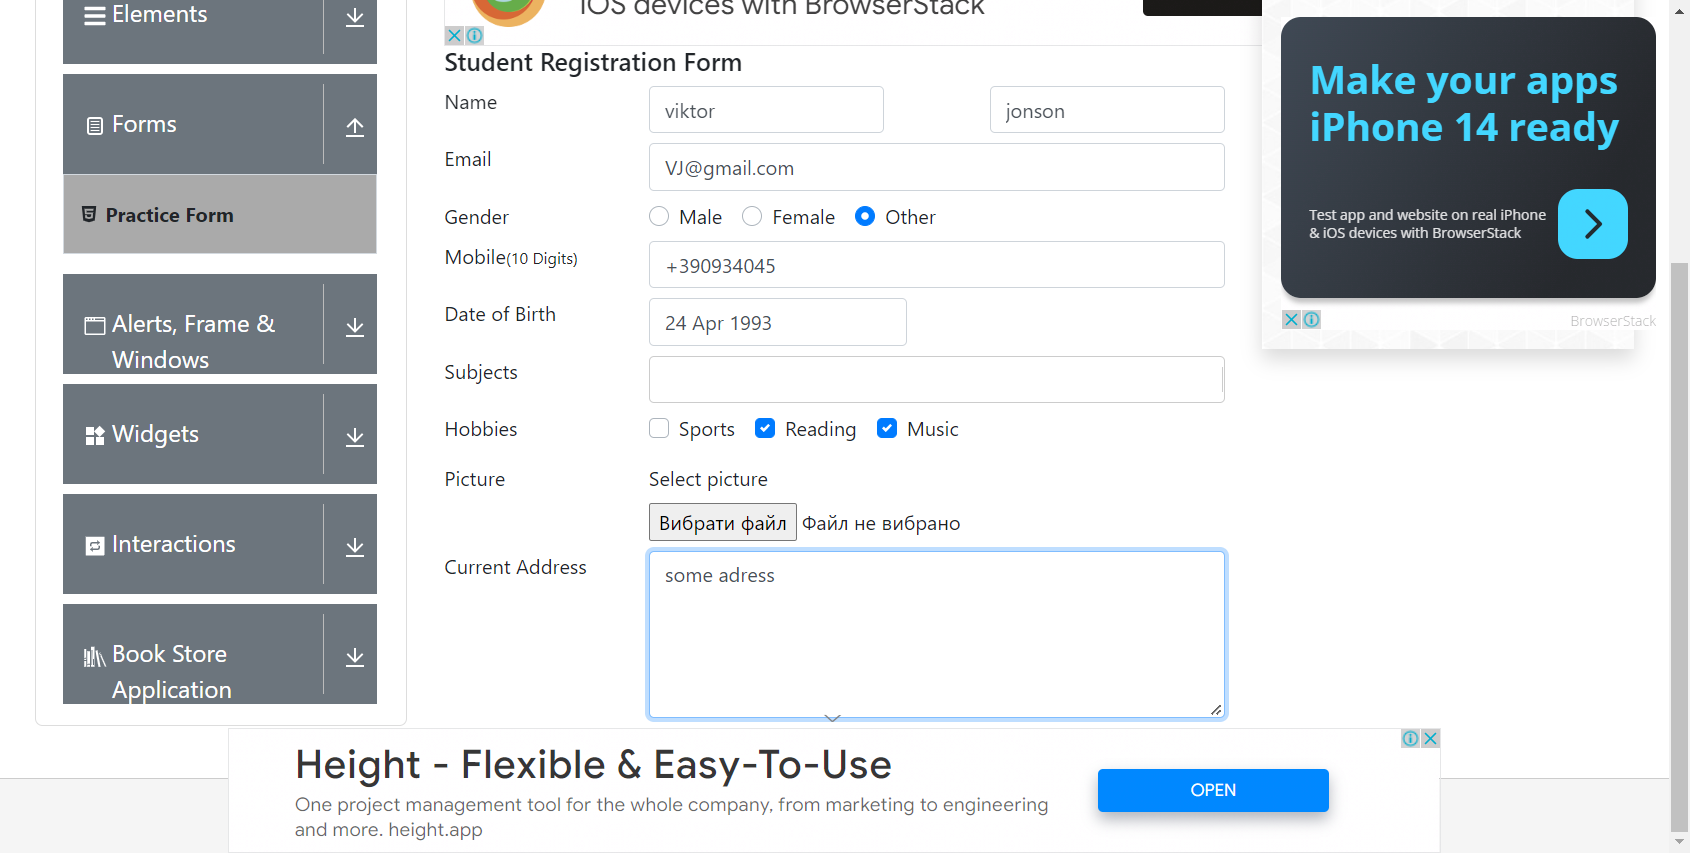 Elements
Forms
Practice Form
Alerts, Frame &
Windows
Widgets
Interactions
Book Store
Application
iOS devices with BrowserStack
Student Registration Form
Name
viktor
jonson
Email
VJ@gmail.com
Gender
Male
Female
Other
Mobile(10 Digits)
+390934045
Date of Birth
24 Apr 1993
Subjects
Hobbies
Sports
Reading
Music
Picture
Select picture
Вибрати файл Файл не вибрано
Current Address
some adress
Make your apps
iPhone 14 ready
Test app and website on real iPhone
& iOS devices with BrowserStack
BrowserStack
Height - Flexible & Easy-To-Use
One project management tool for the whole company, from marketing to engineering
and more. height.app
OPEN